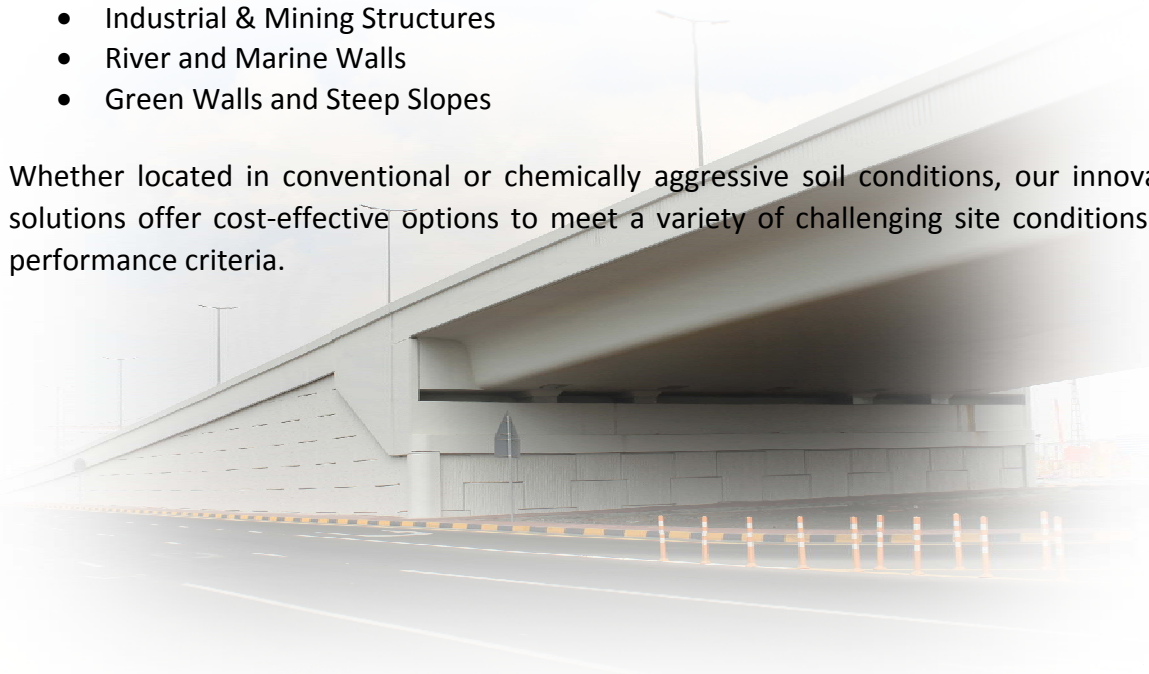 • Industrial & Mining Structures
• River and Marine Walls
• Green Walls and Steep Slopes
Whether located in conventional or chemically aggressive soil conditions, our innova
solutions offer cost-effective options to meet a variety of challenging site conditions
performance criteria.